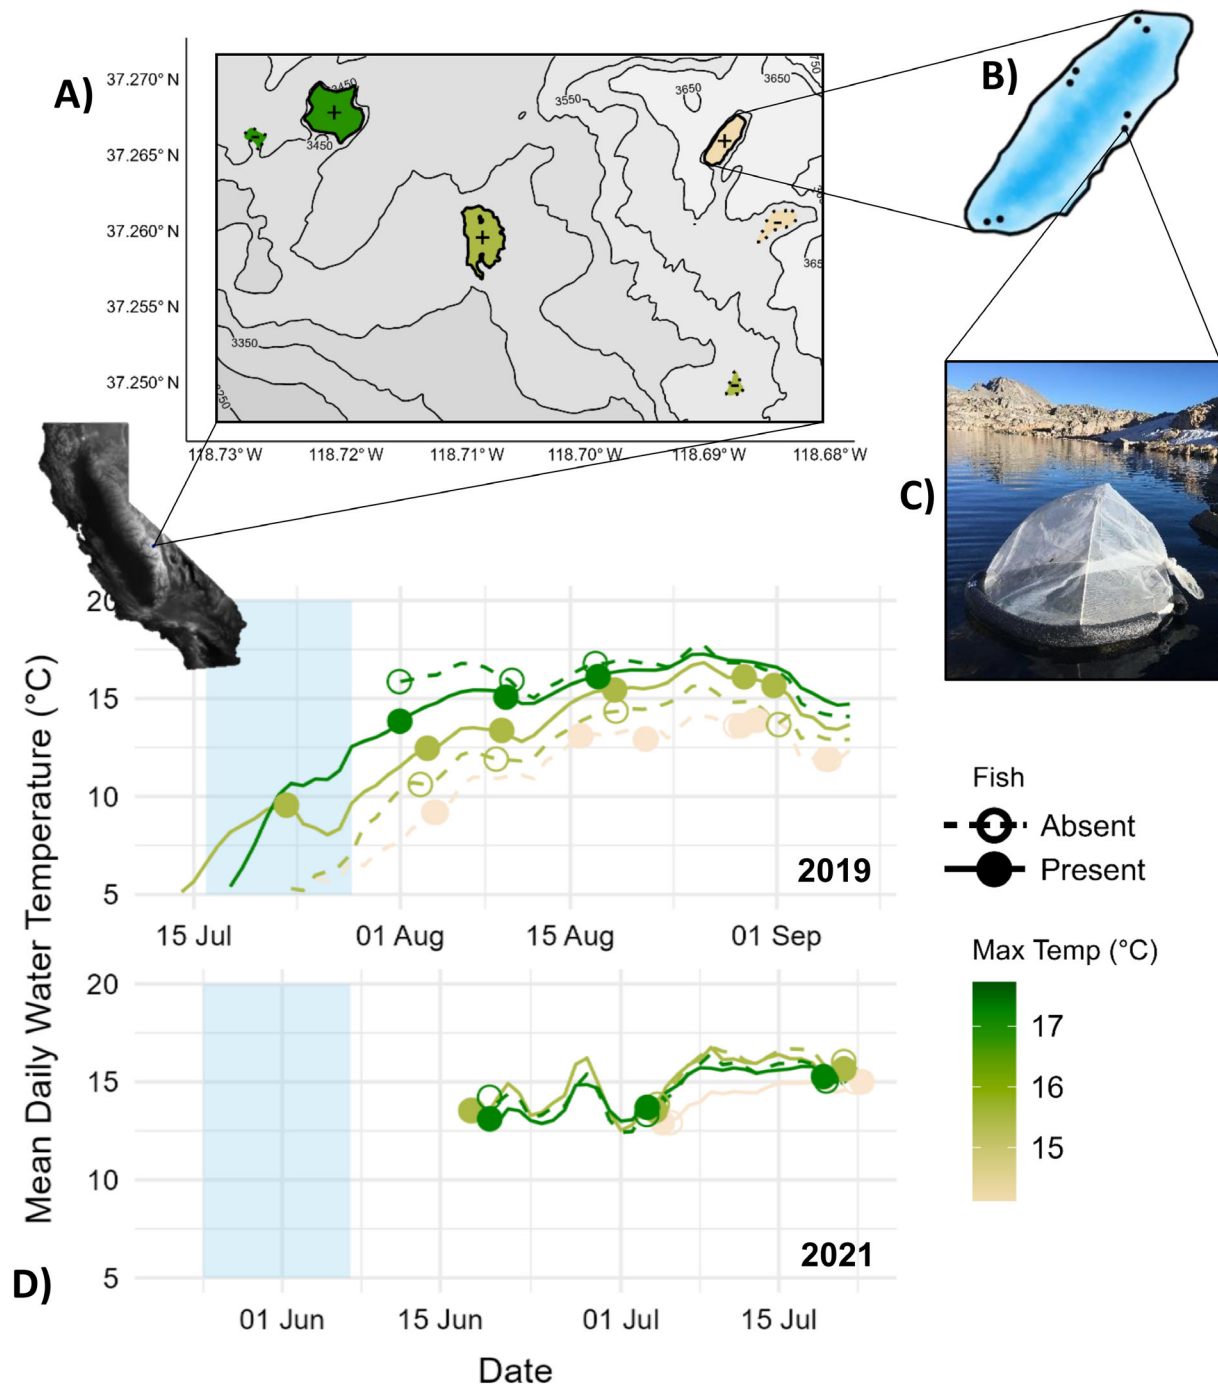 A)
B)
37.270° N
37.265° N
37.260° N
37.255° N
37.250° N
3450
3450
3550
3650
3650
3350
118.73° W
118.72° W
118.71° W
118.70° W
118.69° W
118.68° W
C)
Mean Daily Water Temperature (°C)
20
15
10
5
2019
15 Jul
01 Aug
15 Aug
01 Sep
20
15
10
5
2021
D)
01 Jun
15 Jun
01 Jul
15 Jul
Date
Fish
Absent
Present
Max Temp (°C)
17
16
15